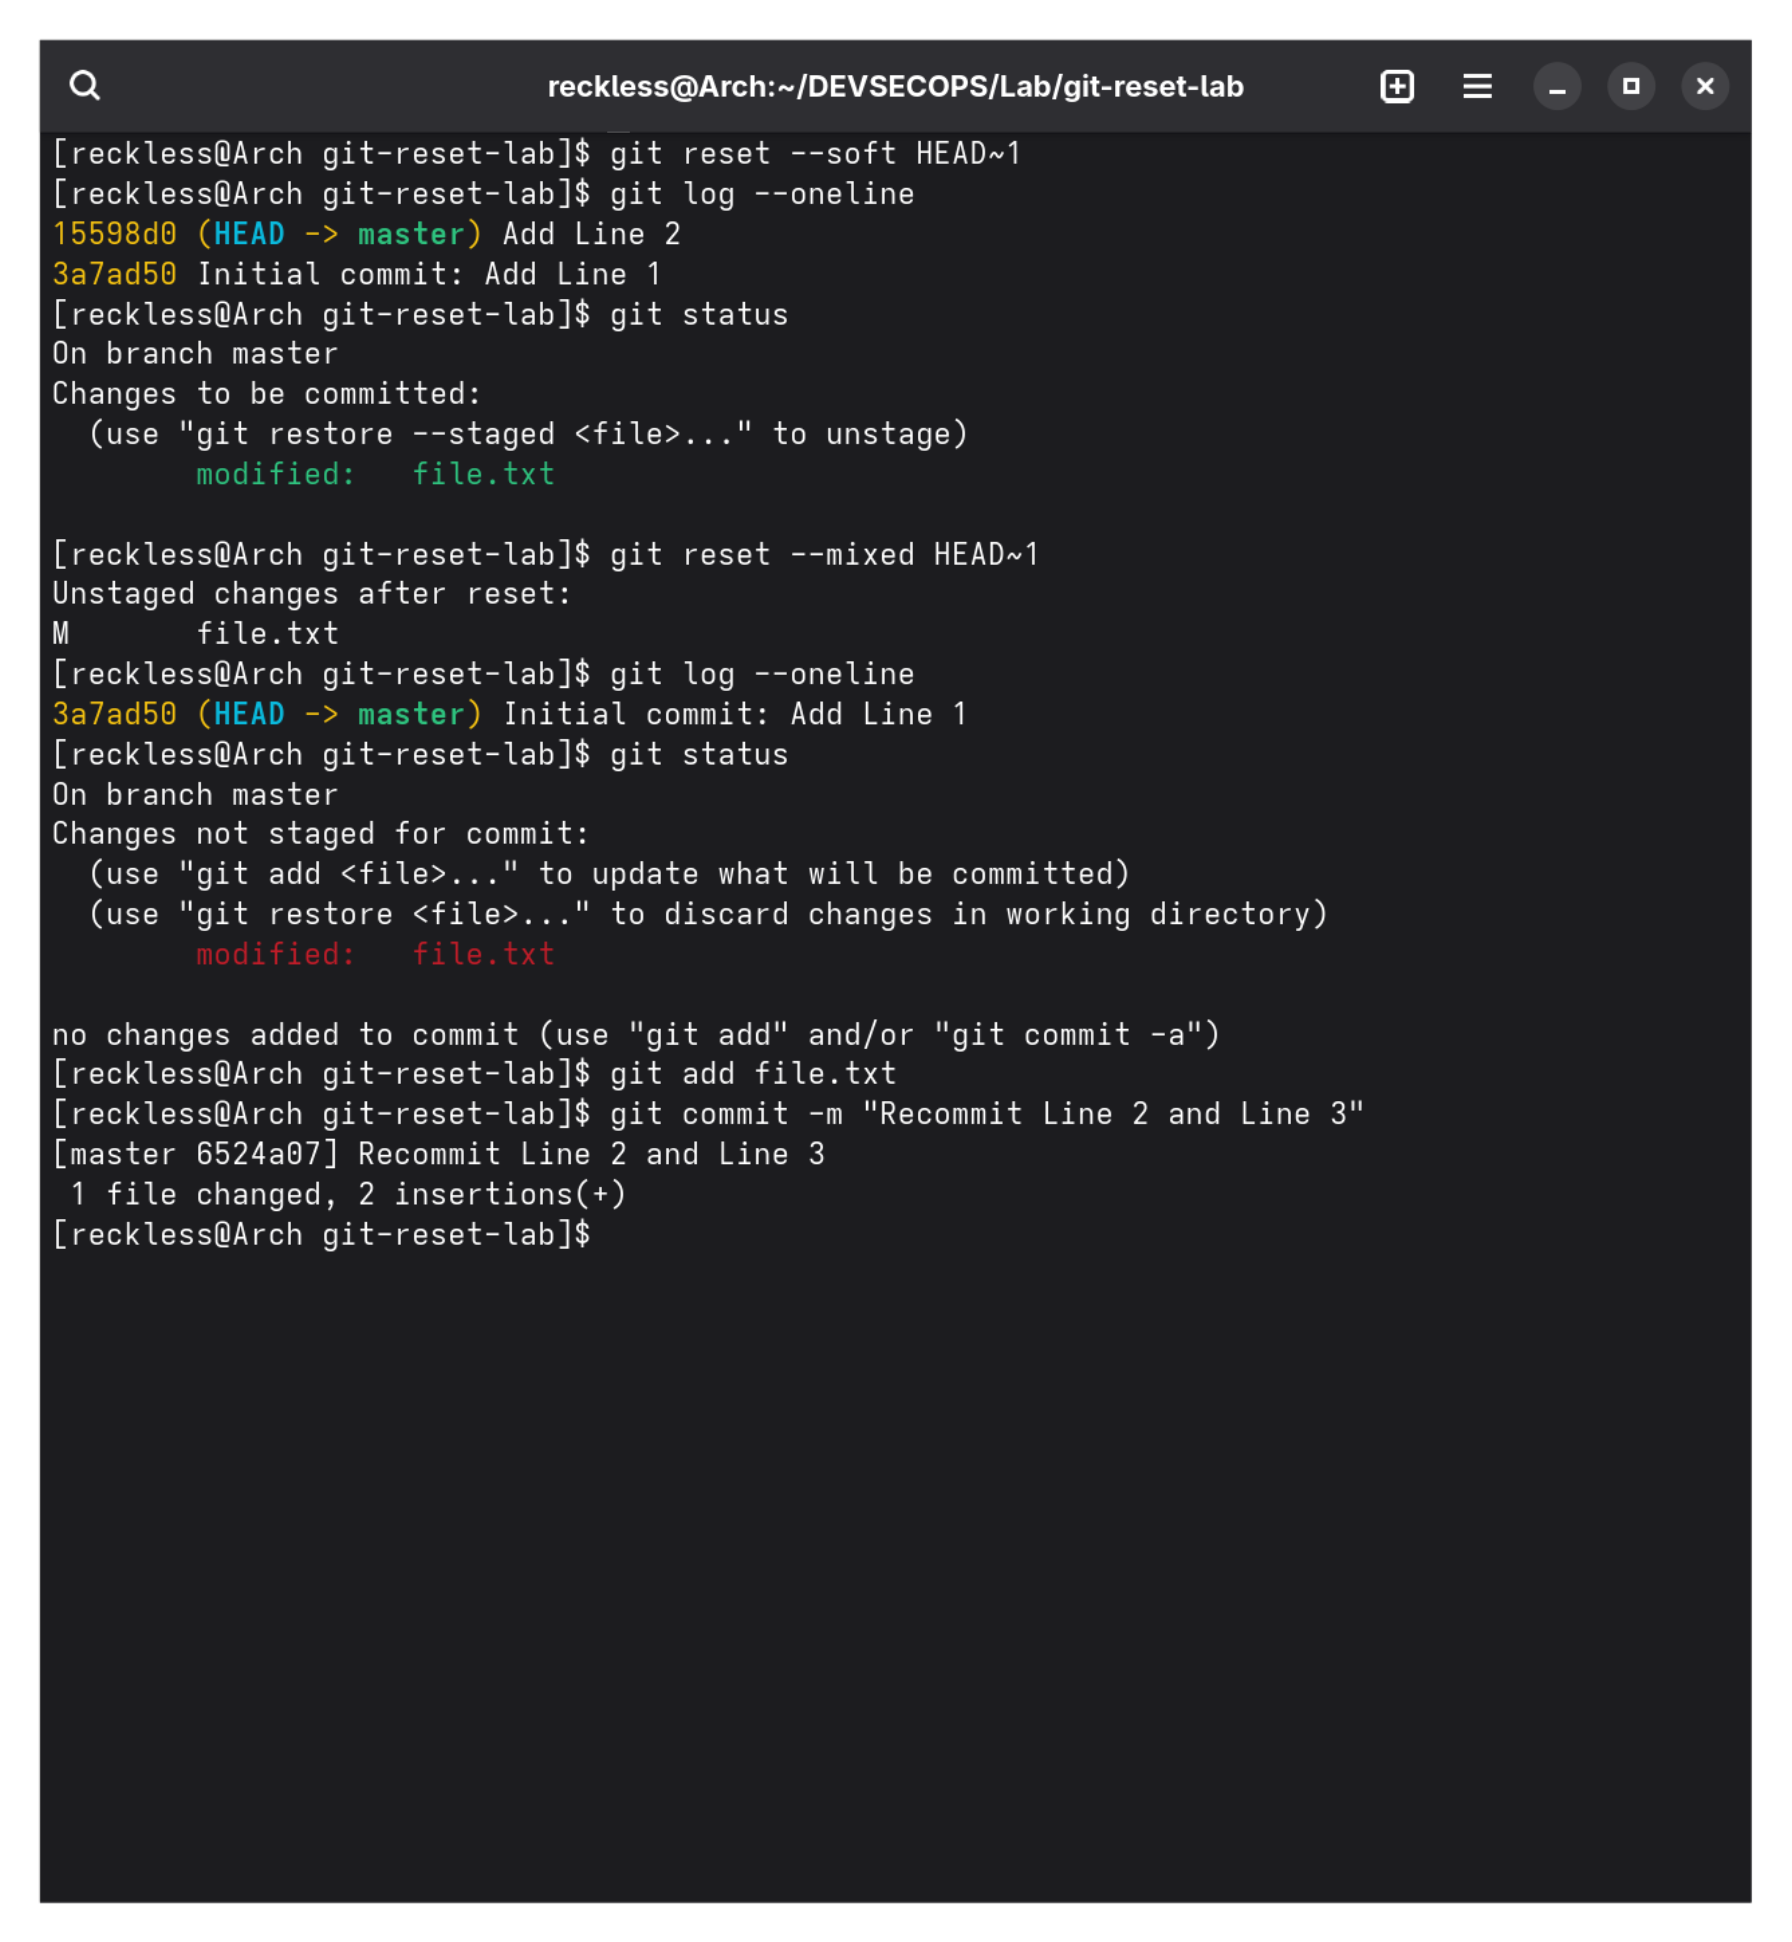 reckless@Arch:~/DEVSECOPS/Lab/git-reset-lab
[reckless@Arch git-reset-lab]$ git reset --soft HEAD~1
[reckless@Arch git-reset-lab]$ git log --oneline
15598d0 (HEAD -> master) Add Line 2
3a7ad50 Initial commit: Add Line 1
[reckless@Arch git-reset-lab]$ git status
On branch master
Changes to be committed:
  (use "git restore --staged <file>..." to unstage)
        modified:   file.txt

[reckless@Arch git-reset-lab]$ git reset --mixed HEAD~1
Unstaged changes after reset:
M       file.txt
[reckless@Arch git-reset-lab]$ git log --oneline
3a7ad50 (HEAD -> master) Initial commit: Add Line 1
[reckless@Arch git-reset-lab]$ git status
On branch master
Changes not staged for commit:
  (use "git add <file>..." to update what will be committed)
  (use "git restore <file>..." to discard changes in working directory)
        modified:   file.txt

no changes added to commit (use "git add" and/or "git commit -a")
[reckless@Arch git-reset-lab]$ git add file.txt
[reckless@Arch git-reset-lab]$ git commit -m "Recommit Line 2 and Line 3"
[master 6524a07] Recommit Line 2 and Line 3
 1 file changed, 2 insertions(+)
[reckless@Arch git-reset-lab]$